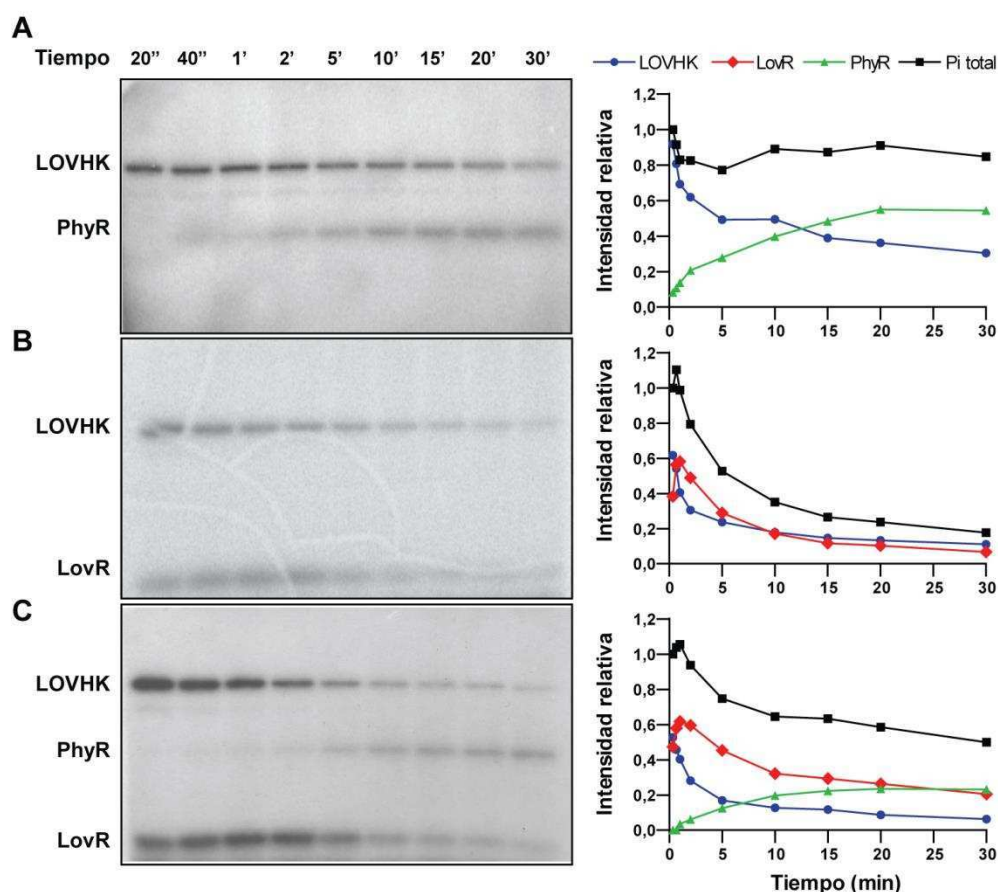 A
Tiempo 20’’ 40’’ 1’ 2’ 5’ 10’ 15’ 20’ 30’
LOVHK
PhyR
LOVHK LovR PhyR Pi total
Intensidad relativa
1,2
1,0
0,8
0,6
0,4
0,2
0,0
0 5 10 15 20 25 30
B
LOVHK
LovR
Intensidad relativa
1,2
1,0
0,8
0,6
0,4
0,2
0,0
0 5 10 15 20 25 30
C
LOVHK
PhyR
LovR
Intensidad relativa
1,2
1,0
0,8
0,6
0,4
0,2
0,0
0 5 10 15 20 25 30
Tiempo (min)